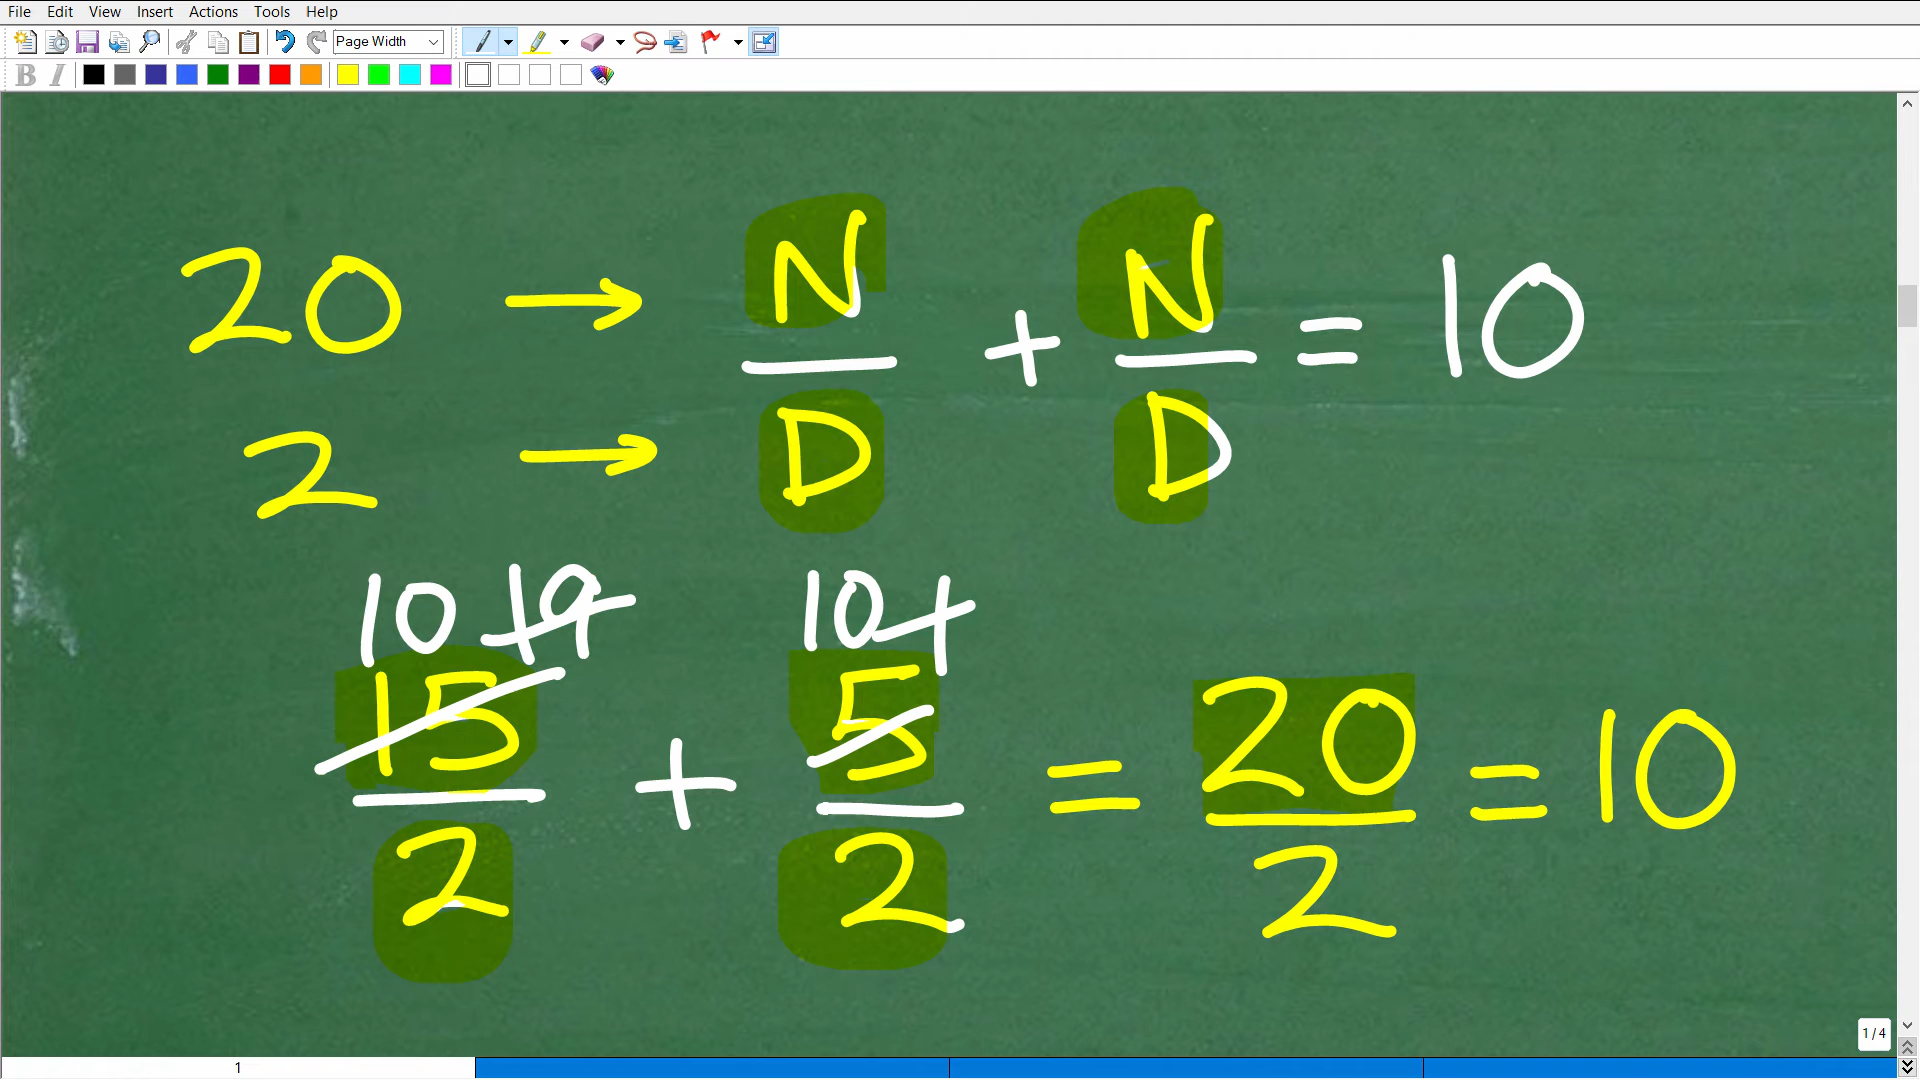 File Edit View Insert Actions Tools Help
Page Width
B I
20 → N/D + N/D = 10
2 →
10 19 10 1
15/2 + 5/2 = 20/2 = 10
1 / 4
1